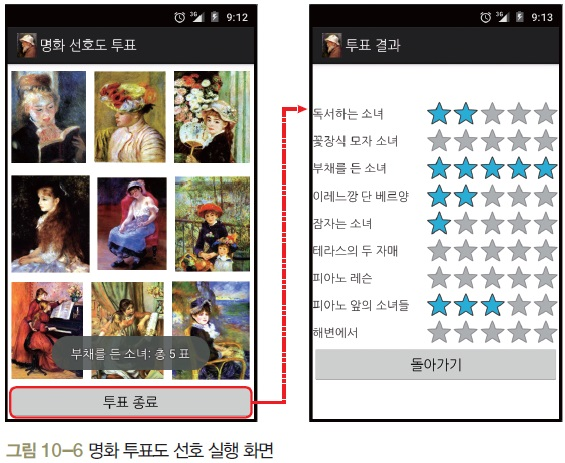 3G 9:12
명화 선호도 투표
부채를 든 소녀: 총 5 표
투표 종료
3G 9:13
투표 결과
독서하는 소녀
꽃장식 모자 소녀
부채를 든 소녀
이레느깡 단 베르양
잠자는 소녀
테라스의 두 자매
피아노 레슨
피아노 앞의 소녀들
해변에서
돌아가기
그림 10-6 명화 투표도 선호 실행 화면